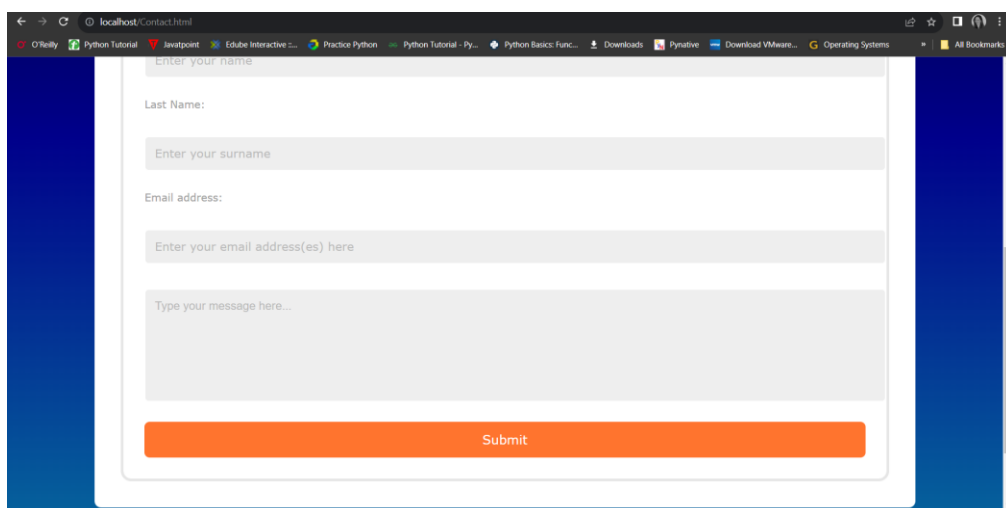 localhost/Contact.html
O'Reilly Python Tutorial Javatpoint Edube Interactive ::... Practice Python Python Tutorial - Py... Python Basics: Func... Downloads Pynative Download VMware... Operating Systems » All Bookmarks
Enter your name
Last Name:
Enter your surname
Email address:
Enter your email address(es) here
Type your message here...
Submit